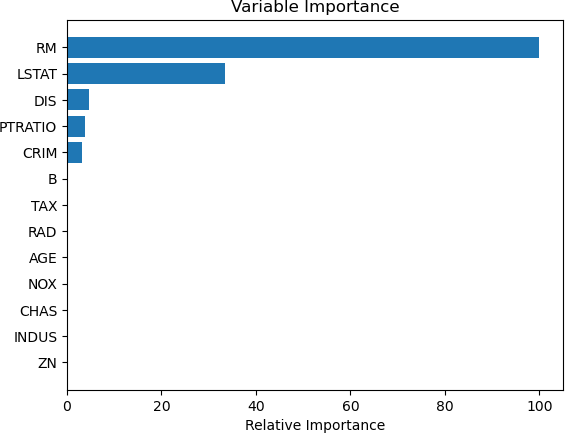 Variable Importance
RM
LSTAT
DIS
PTRATIO
CRIM
B
TAX
RAD
AGE
NOX
CHAS
INDUS
ZN
0 20 40 60 80 100
Relative Importance